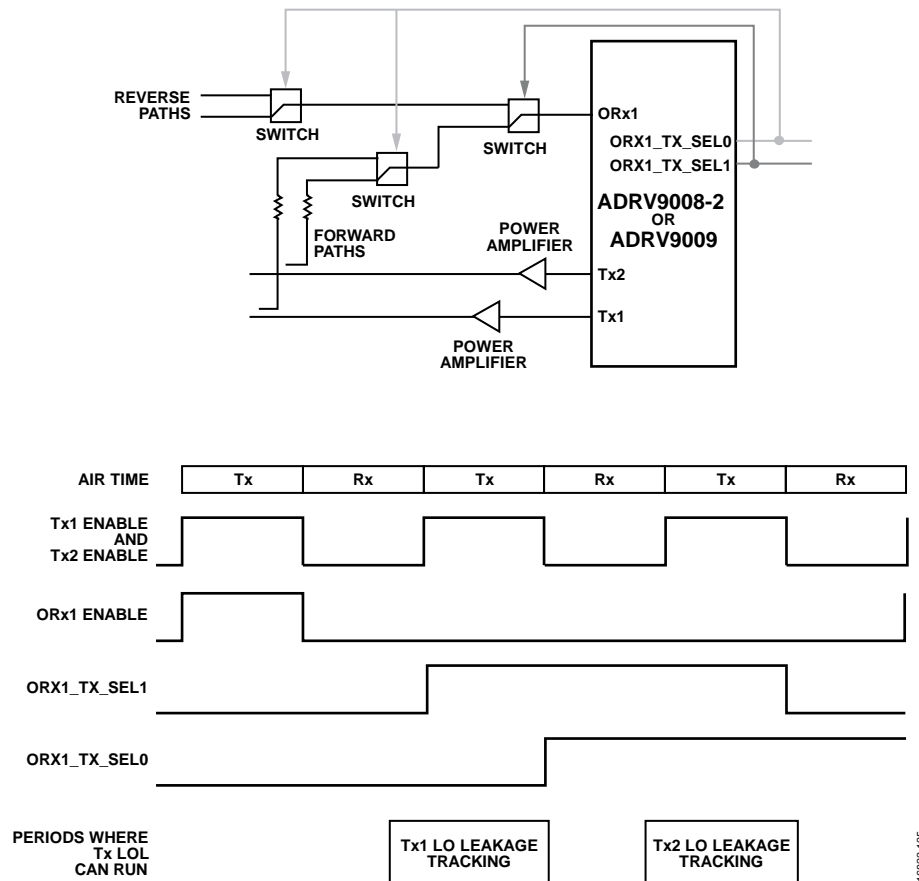 REVERSE
PATHS
SWITCH
SWITCH
SWITCH
FORWARD
PATHS
POWER
AMPLIFIER
POWER
AMPLIFIER
ORx1
ORX1_TX_SEL0
ORX1_TX_SEL1
ADRV9008-2
OR
ADRV9009
Tx2
Tx1
AIR TIME
Tx
Rx
Tx
Rx
Tx
Rx
Tx1 ENABLE
AND
Tx2 ENABLE
ORx1 ENABLE
ORX1_TX_SEL1
ORX1_TX_SEL0
PERIODS WHERE
Tx LOL
CAN RUN
Tx1 LO LEAKAGE
TRACKING
Tx2 LO LEAKAGE
TRACKING